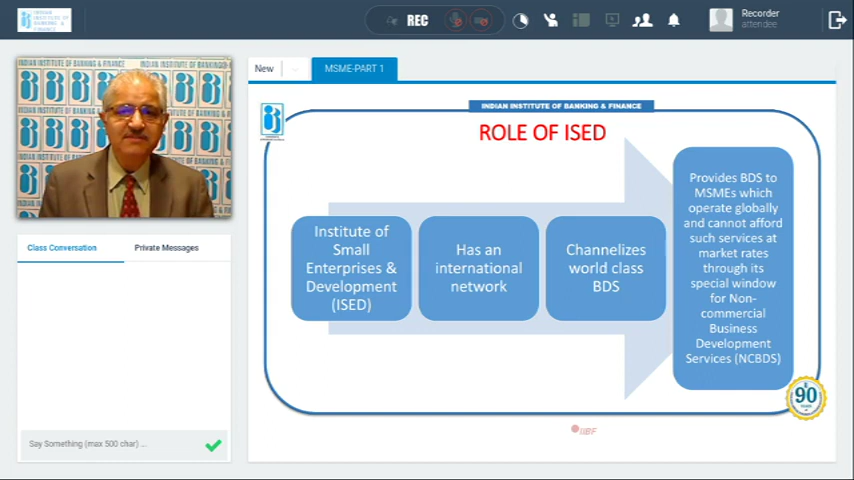 INDIAN
INSTITUTE OF
BANKING
& FINANCE
REC
Recorder
attendee
New
MSME-PART 1
Class Conversation
Private Messages
Say Something (max 500 char) ...
INDIAN INSTITUTE OF BANKING & FINANCE
ROLE OF ISED
Institute of
Small
Enterprises &
Development
(ISED)
Has an
international
network
Channelizes
world class
BDS
Provides BDS to
MSMEs which
operate globally
and cannot afford
such services at
market rates
through its
special window
for Non-
commercial
Business
Development
Services (NCBDS)
90
IIBF